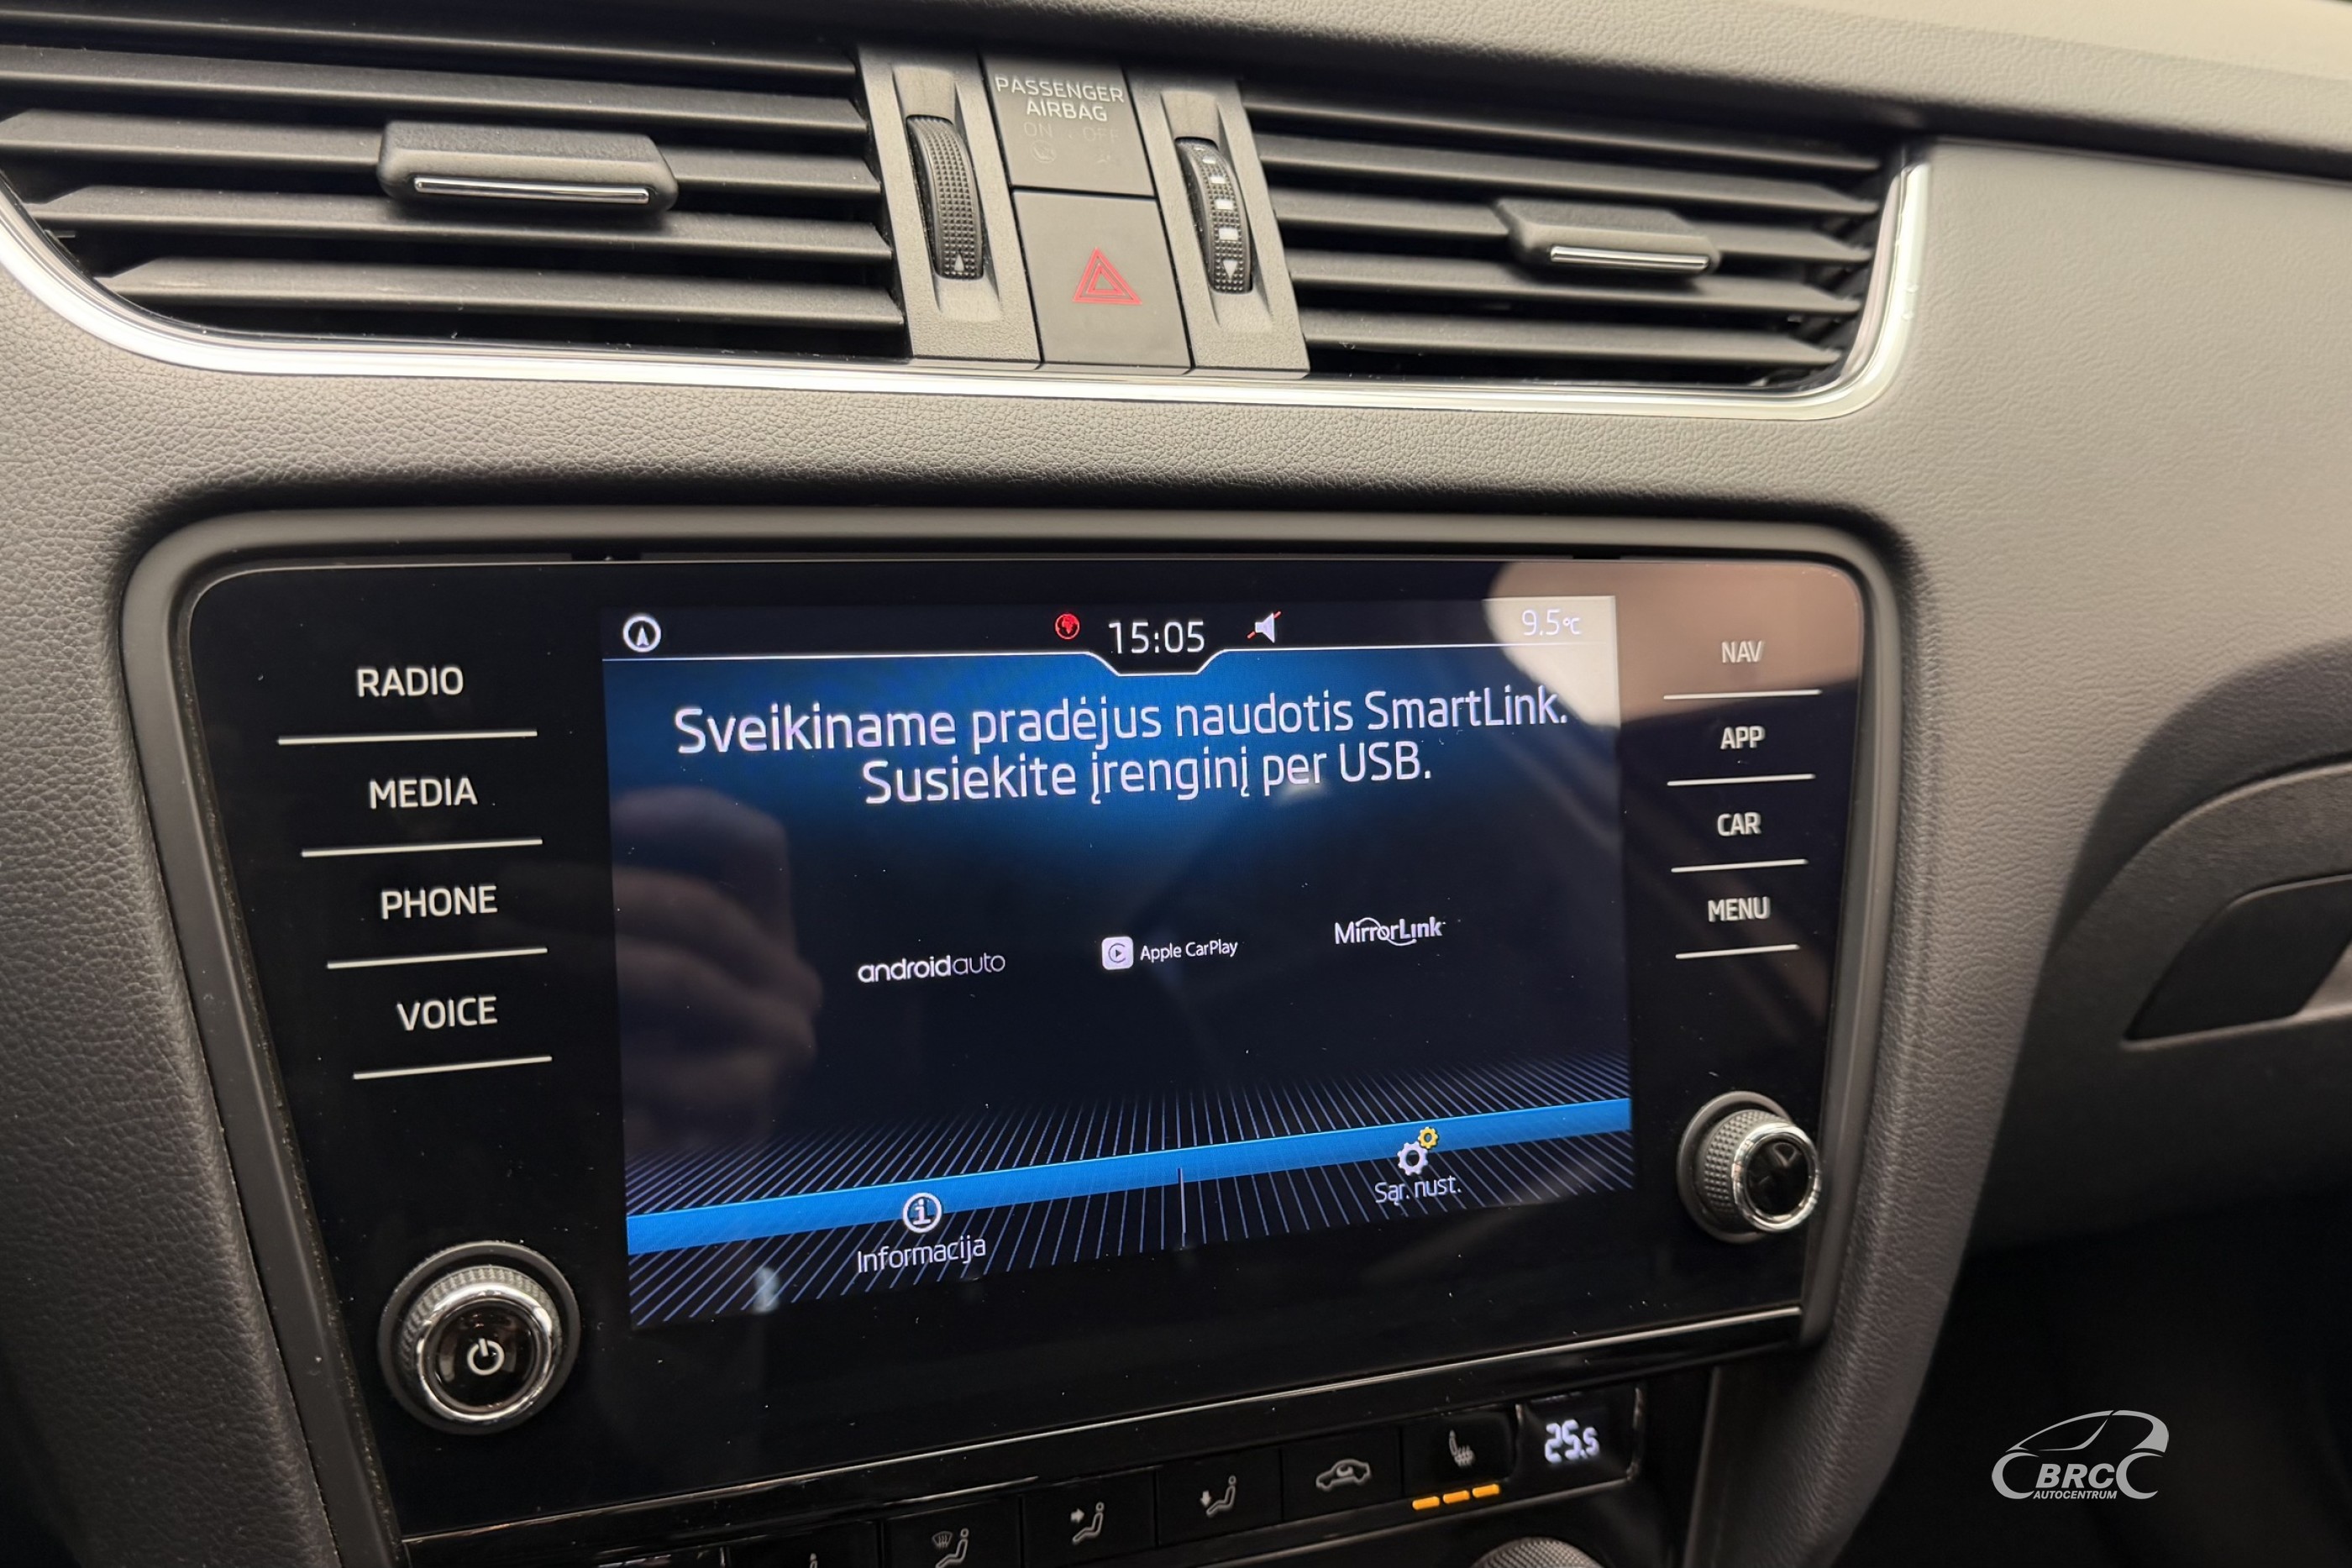 PASSENGER
AIRBAG
ON OFF
15:05
9.5°C
RADIO
MEDIA
PHONE
VOICE
Sveikiname pradėjus naudotis SmartLink.
Susiekite įrenginį per USB.
androidauto
Apple CarPlay
MirrorLink
Informacija
Sąr. nust.
NAV
APP
CAR
MENU
25.5
BRC
AUTOCENTRUM